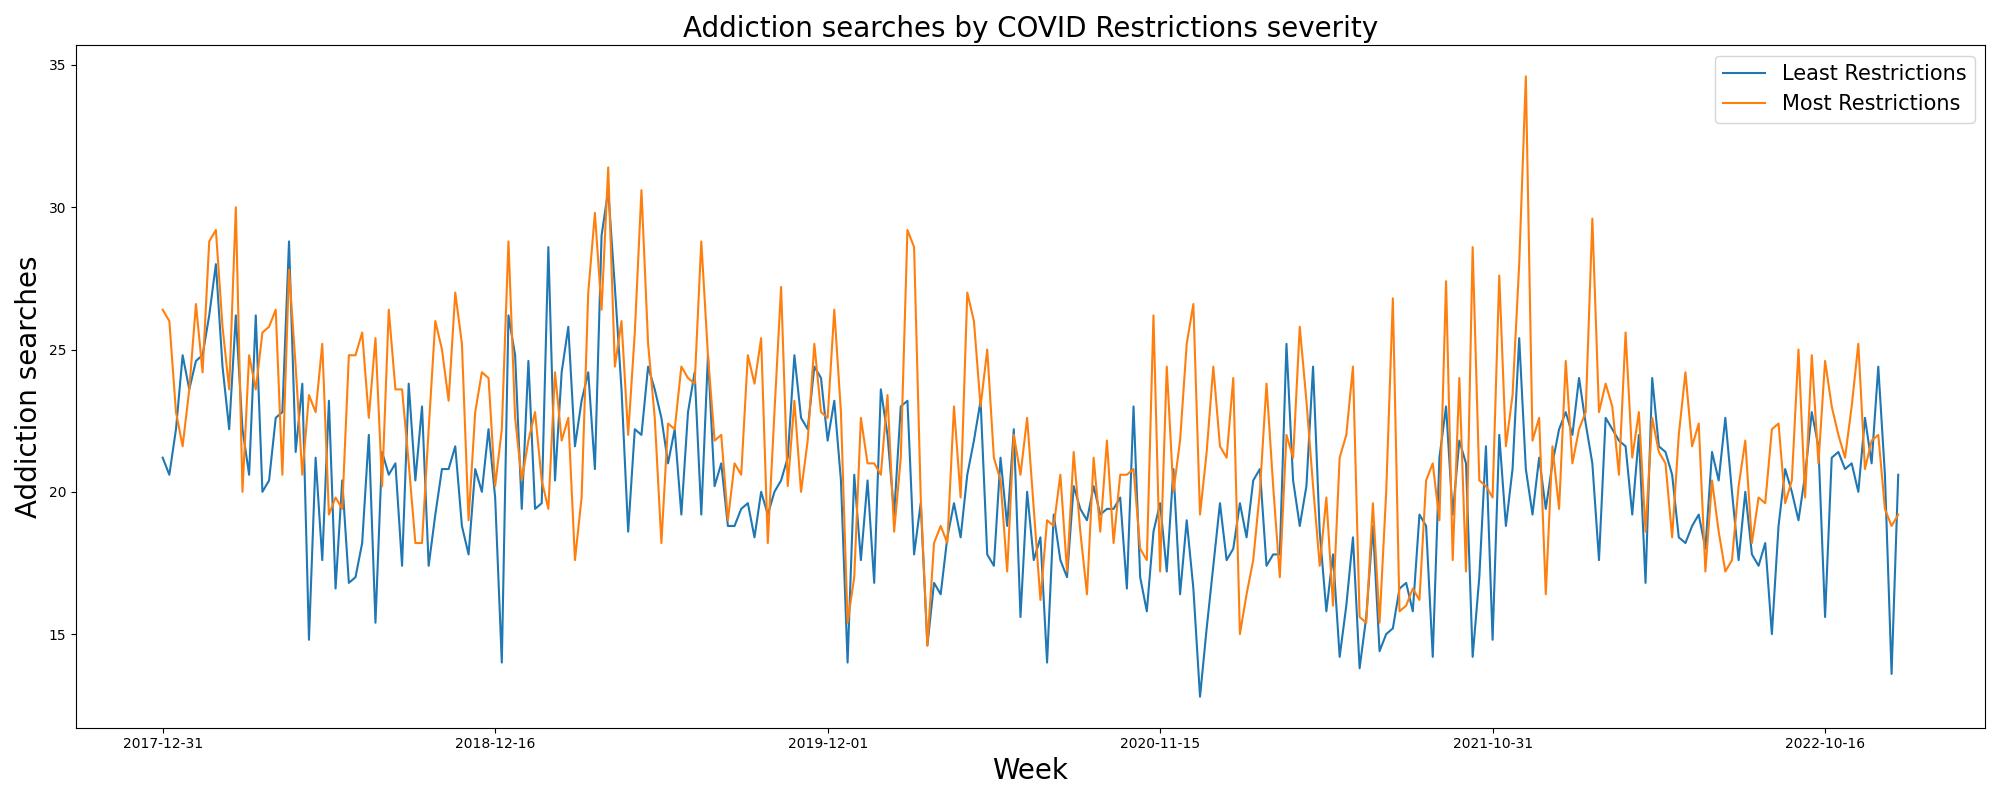 Addiction searches by COVID Restrictions severity
35
30
25
20
15
Addiction searches
Least Restrictions
Most Restrictions
2017-12-31
2018-12-16
2019-12-01
2020-11-15
2021-10-31
2022-10-16
Week